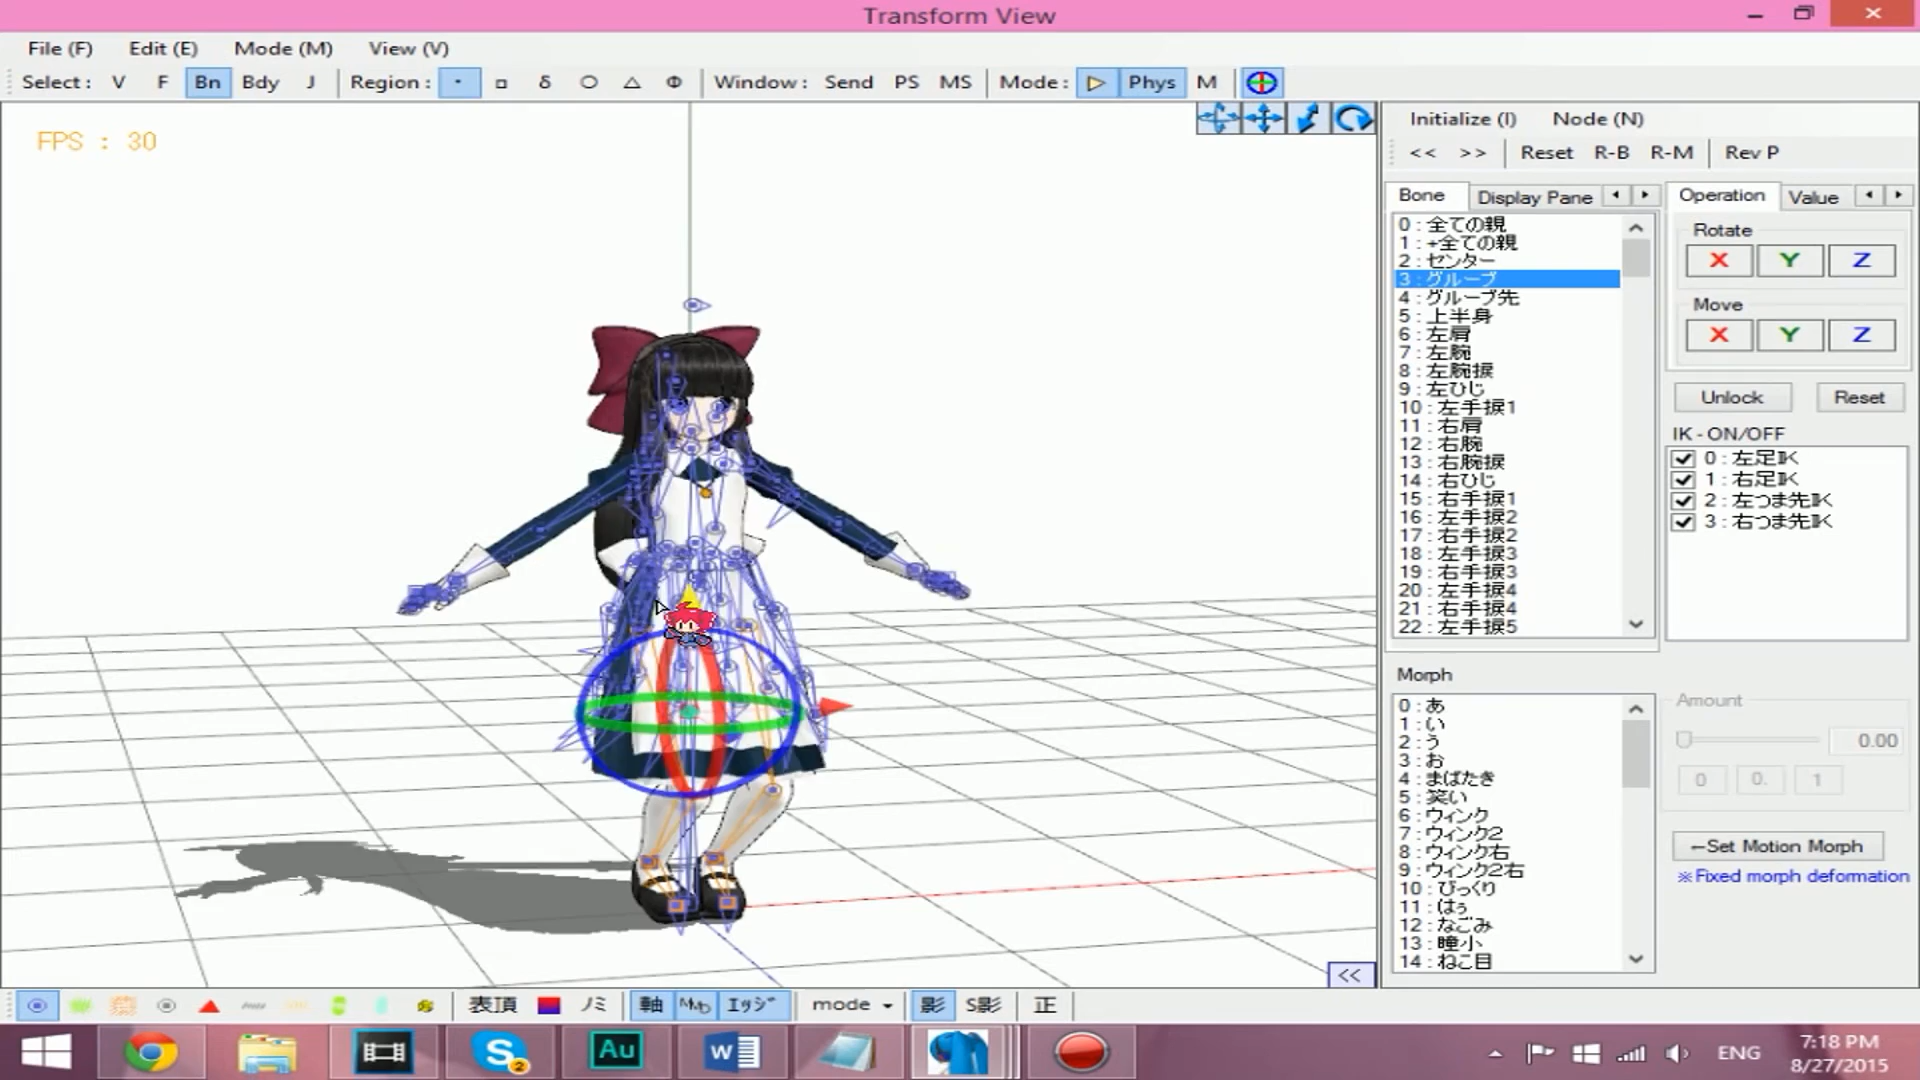 Transform View
File (F) Edit (E) Mode (M) View (V)
Select : V F Bn Bdy J Region : Window : Send PS MS Mode : Phys M
FPS : 30
Initialize (I) Node (N)
<< >> Reset R-B R-M Rev P
Bone Display Pane
0 : 全ての親
1 : +全ての親
2 : センター
3 : グループ
4 : グループ先
5 : 上半身
6 : 左肩
7 : 左腕
8 : 左腕捩
9 : 左ひじ
10 : 左手捩1
11 : 右肩
12 : 右腕
13 : 右腕捩
14 : 右ひじ
15 : 右手捩1
16 : 左手捩2
17 : 右手捩2
18 : 左手捩3
19 : 右手捩3
20 : 左手捩4
21 : 右手捩4
22 : 左手捩5
Operation Value
Rotate
X Y Z
Move
X Y Z
Unlock Reset
IK - ON/OFF
0 : 左足IK
1 : 右足IK
2 : 左つま先IK
3 : 右つま先IK
Morph
0 : あ
1 : い
2 : う
3 : お
4 : まばたき
5 : 笑い
6 : ウィンク
7 : ウィンク2
8 : ウィンク右
9 : ウィンク2右
10 : びっくり
11 : はぅ
12 : なごみ
13 : 瞳小
14 : ねこ目
Amount
0.00
0 0. 1
←Set Motion Morph
※Fixed morph deformation
<<
表頂 ノミ 軸 エッジ mode 影 S影 正
S 2 Au W ENG
7:18 PM
8/27/2015